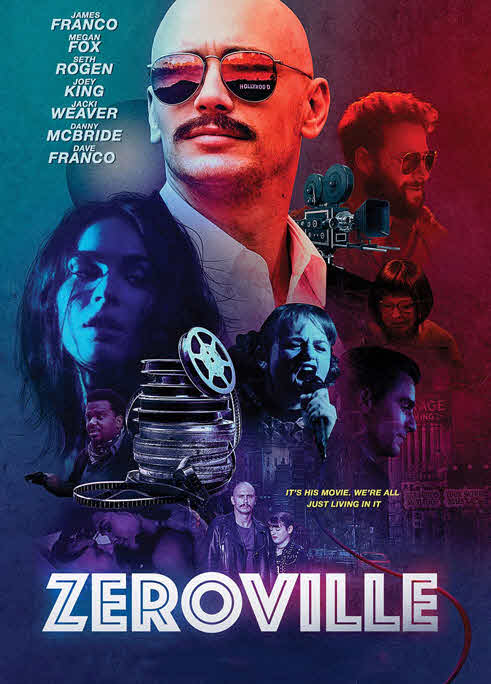 JAMES
FRANCO
MEGAN
FOX
SETH
ROGEN
JOEY
KING
JACKI
WEAVER
DANNY
MCBRIDE
DAVE
FRANCO
HOLLYWOOD
IT'S HIS MOVIE. WE'RE ALL
JUST LIVING IN IT
ZEROVILLE